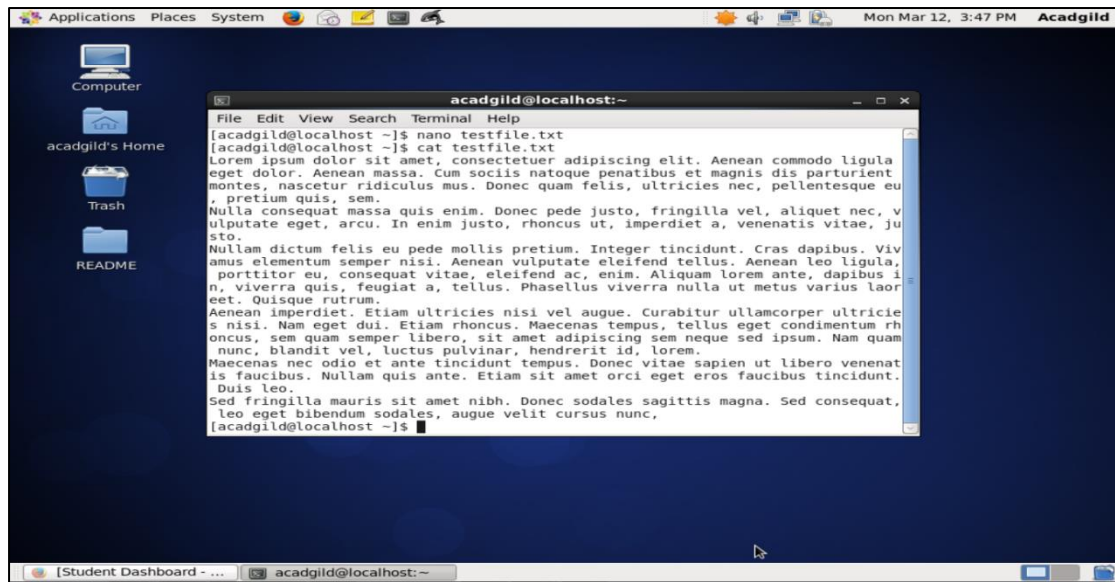 Applications Places System Mon Mar 12, 3:47 PM Acadgild
Computer
acadgild's Home
Trash
README
acadgild@localhost:~
File Edit View Search Terminal Help
[acadgild@localhost ~]$ nano testfile.txt
[acadgild@localhost ~]$ cat testfile.txt
Lorem ipsum dolor sit amet, consectetuer adipiscing elit. Aenean commodo ligula
eget dolor. Aenean massa. Cum sociis natoque penatibus et magnis dis parturient
montes, nascetur ridiculus mus. Donec quam felis, ultricies nec, pellentesque eu
, pretium quis, sem.
Nulla consequat massa quis enim. Donec pede justo, fringilla vel, aliquet nec, v
ulputate eget, arcu. In enim justo, rhoncus ut, imperdiet a, venenatis vitae, ju
sto.
Nullam dictum felis eu pede mollis pretium. Integer tincidunt. Cras dapibus. Viv
amus elementum semper nisi. Aenean vulputate eleifend tellus. Aenean leo ligula,
 porttitor eu, consequat vitae, eleifend ac, enim. Aliquam lorem ante, dapibus i
n, viverra quis, feugiat a, tellus. Phasellus viverra nulla ut metus varius laor
eet. Quisque rutrum.
Aenean imperdiet. Etiam ultricies nisi vel augue. Curabitur ullamcorper ultricie
s nisi. Nam eget dui. Etiam rhoncus. Maecenas tempus, tellus eget condimentum rh
oncus, sem quam semper libero, sit amet adipiscing sem neque sed ipsum. Nam quam
 nunc, blandit vel, luctus pulvinar, hendrerit id, lorem.
Maecenas nec odio et ante tincidunt tempus. Donec vitae sapien ut libero venenat
is faucibus. Nullam quis ante. Etiam sit amet orci eget eros faucibus tincidunt.
 Duis leo.
Sed fringilla mauris sit amet nibh. Donec sodales sagittis magna. Sed consequat,
 leo eget bibendum sodales, augue velit cursus nunc,
[acadgild@localhost ~]$
[Student Dashboard - ... acadgild@localhost:~